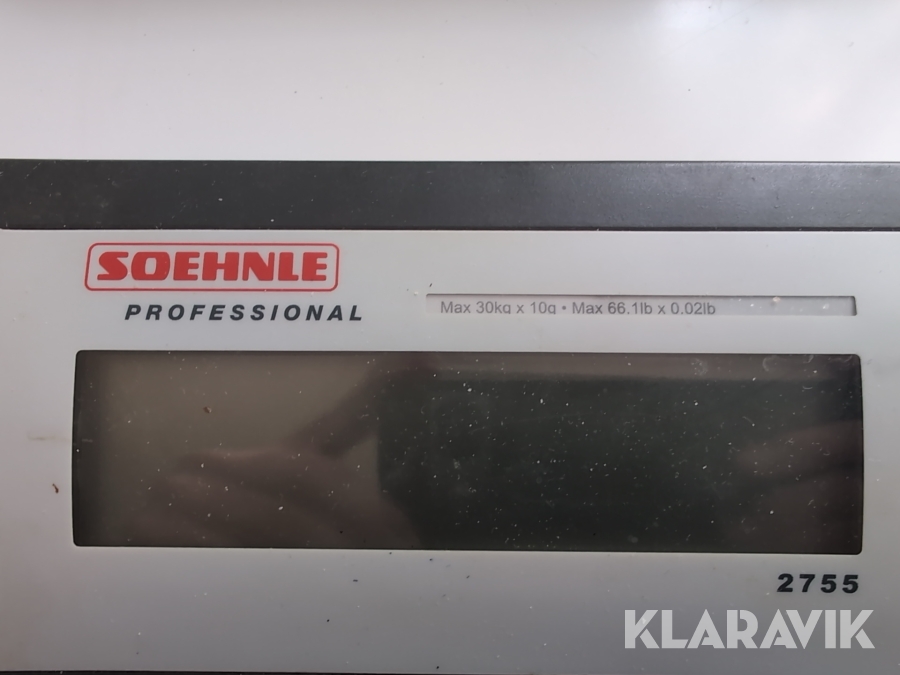 SOEHNLE
PROFESSIONAL
Max 30kg x 10g • Max 66.1lb x 0.02lb
2755
KLARAVIK